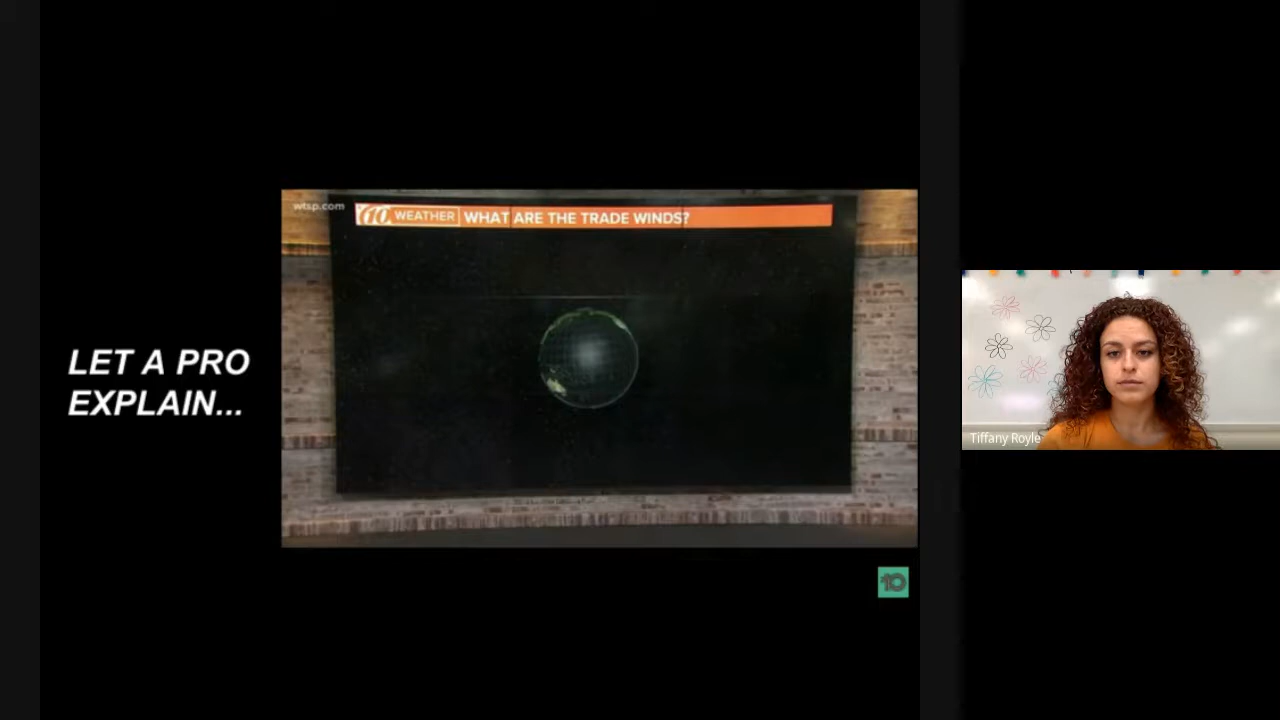 wtsp.com
10 WEATHER WHAT ARE THE TRADE WINDS?
LET A PRO
EXPLAIN...
Tiffany Royle
10